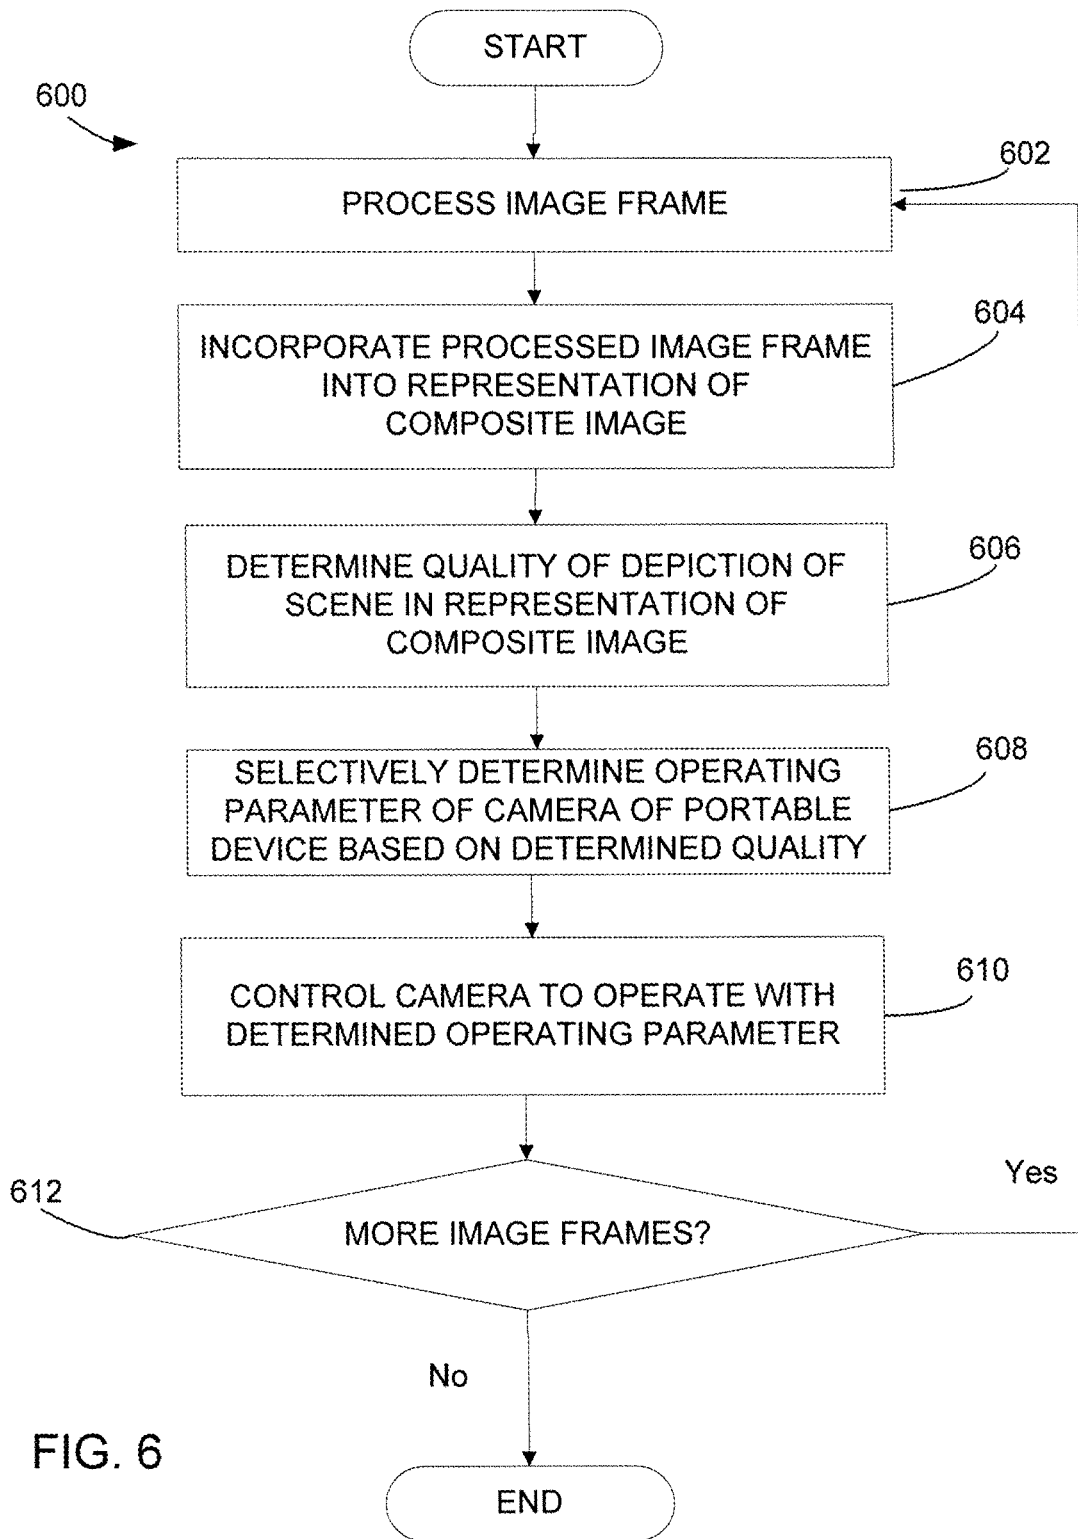 START
600
602
PROCESS IMAGE FRAME
604
INCORPORATE PROCESSED IMAGE FRAME
INTO REPRESENTATION OF
COMPOSITE IMAGE
606
DETERMINE QUALITY OF DEPICTION OF
SCENE IN REPRESENTATION OF
COMPOSITE IMAGE
608
SELECTIVELY DETERMINE OPERATING
PARAMETER OF CAMERA OF PORTABLE
DEVICE BASED ON DETERMINED QUALITY
610
CONTROL CAMERA TO OPERATE WITH
DETERMINED OPERATING PARAMETER
612
MORE IMAGE FRAMES?
Yes
No
FIG. 6
END